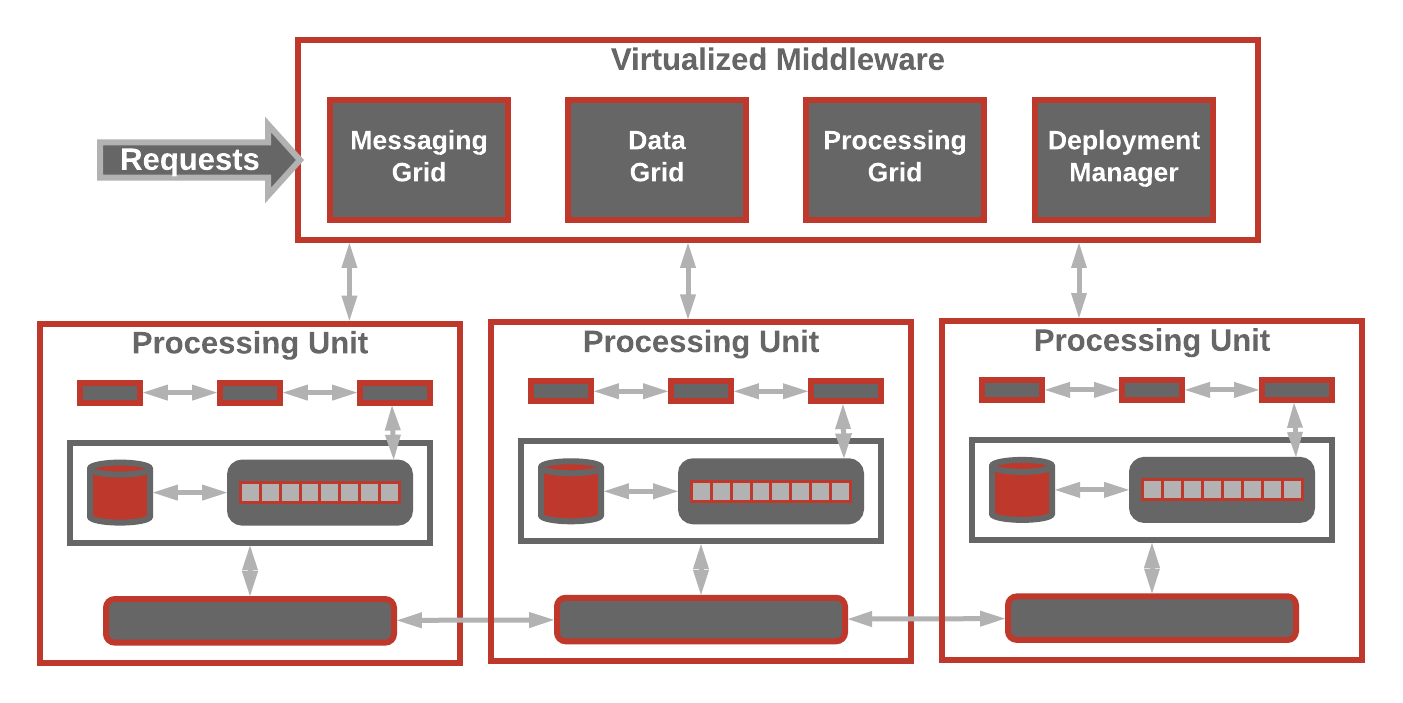 Virtualized Middleware
Requests
Messaging
Grid
Data
Grid
Processing
Grid
Deployment
Manager
Processing Unit
Processing Unit
Processing Unit